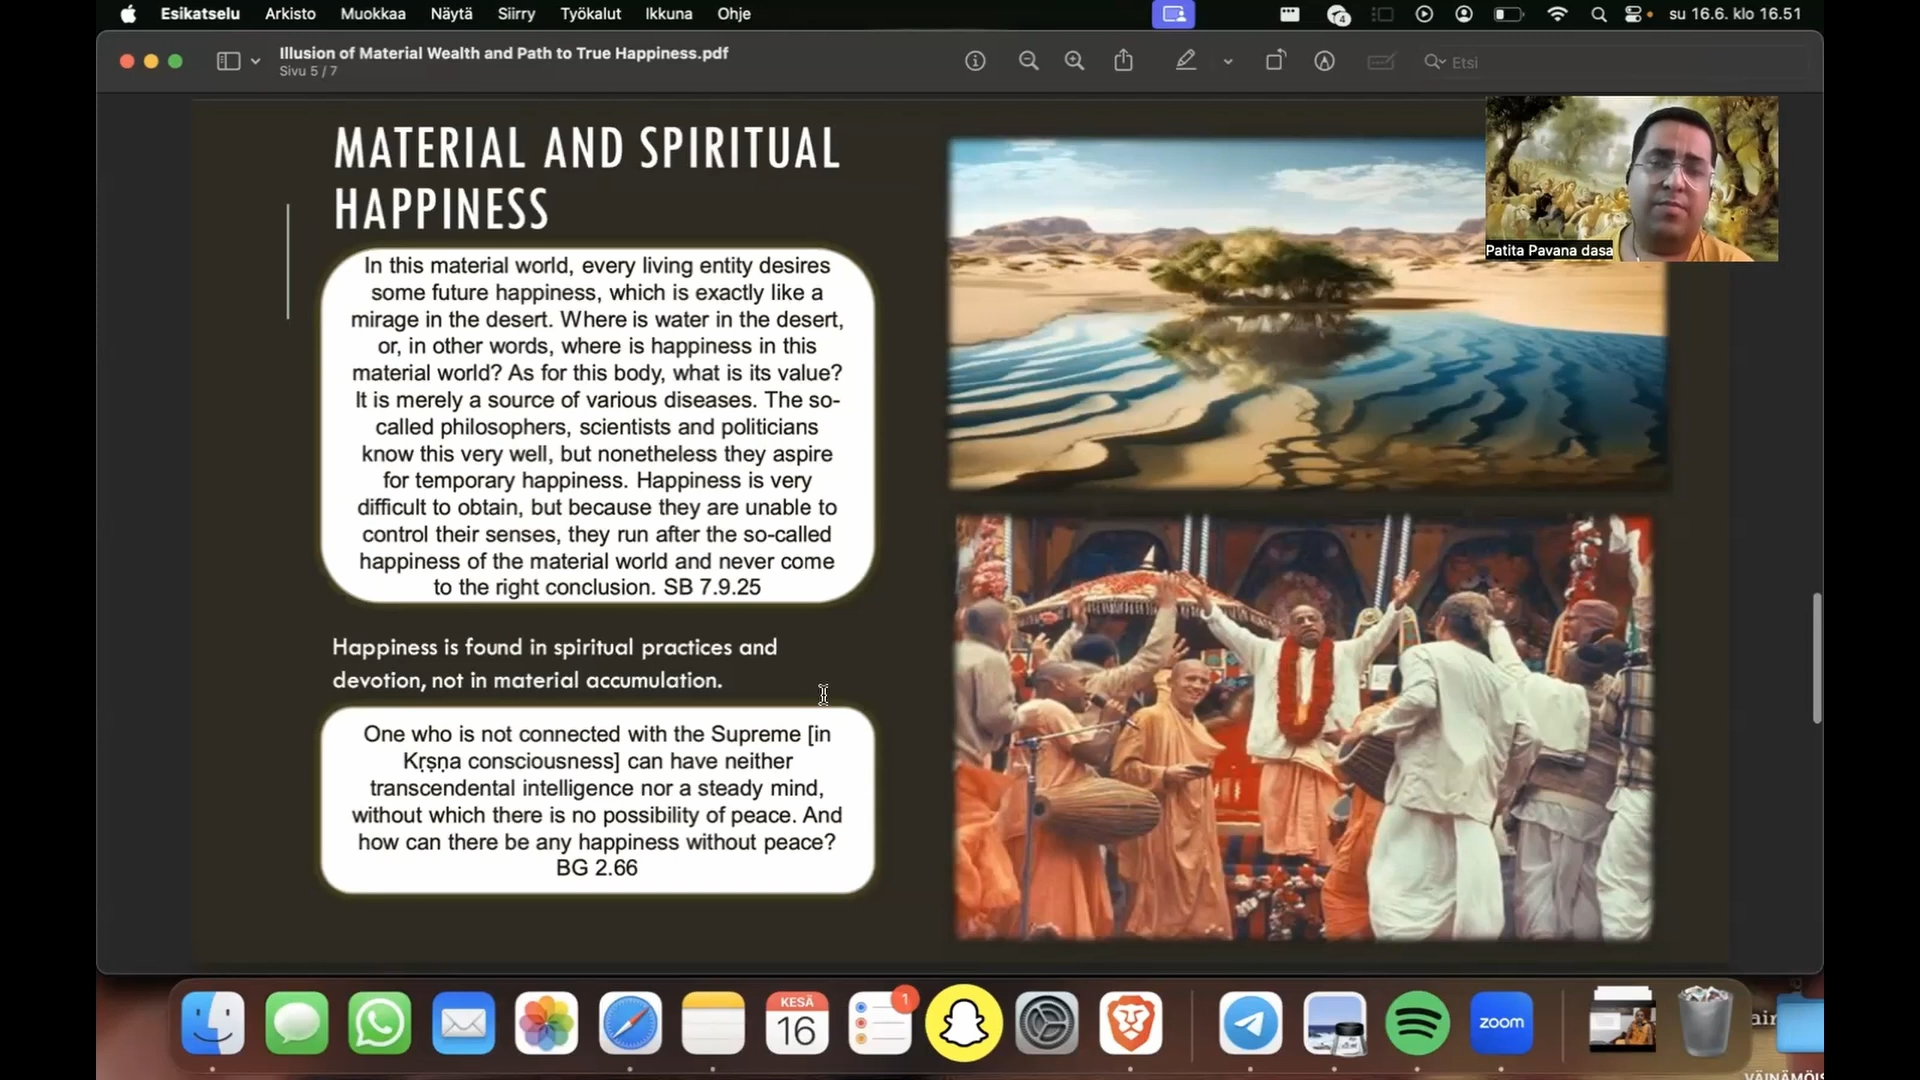 Esikatselu Arkisto Muokkaa Näytä Siirry Työkalut Ikkuna Ohje
4
su 16.6. klo 16.51
Illusion of Material Wealth and Path to True Happiness.pdf
Sivu 5 / 7
Etsi
MATERIAL AND SPIRITUAL
HAPPINESS
In this material world, every living entity desires
some future happiness, which is exactly like a
mirage in the desert. Where is water in the desert,
or, in other words, where is happiness in this
material world? As for this body, what is its value?
It is merely a source of various diseases. The so-
called philosophers, scientists and politicians
know this very well, but nonetheless they aspire
for temporary happiness. Happiness is very
difficult to obtain, but because they are unable to
control their senses, they run after the so-called
happiness of the material world and never come
to the right conclusion. SB 7.9.25
Happiness is found in spiritual practices and
devotion, not in material accumulation.
One who is not connected with the Supreme [in
Kṛṣṇa consciousness] can have neither
transcendental intelligence nor a steady mind,
without which there is no possibility of peace. And
how can there be any happiness without peace?
BG 2.66
Patita Pavana dasa
KESÄ
16
1
zoom